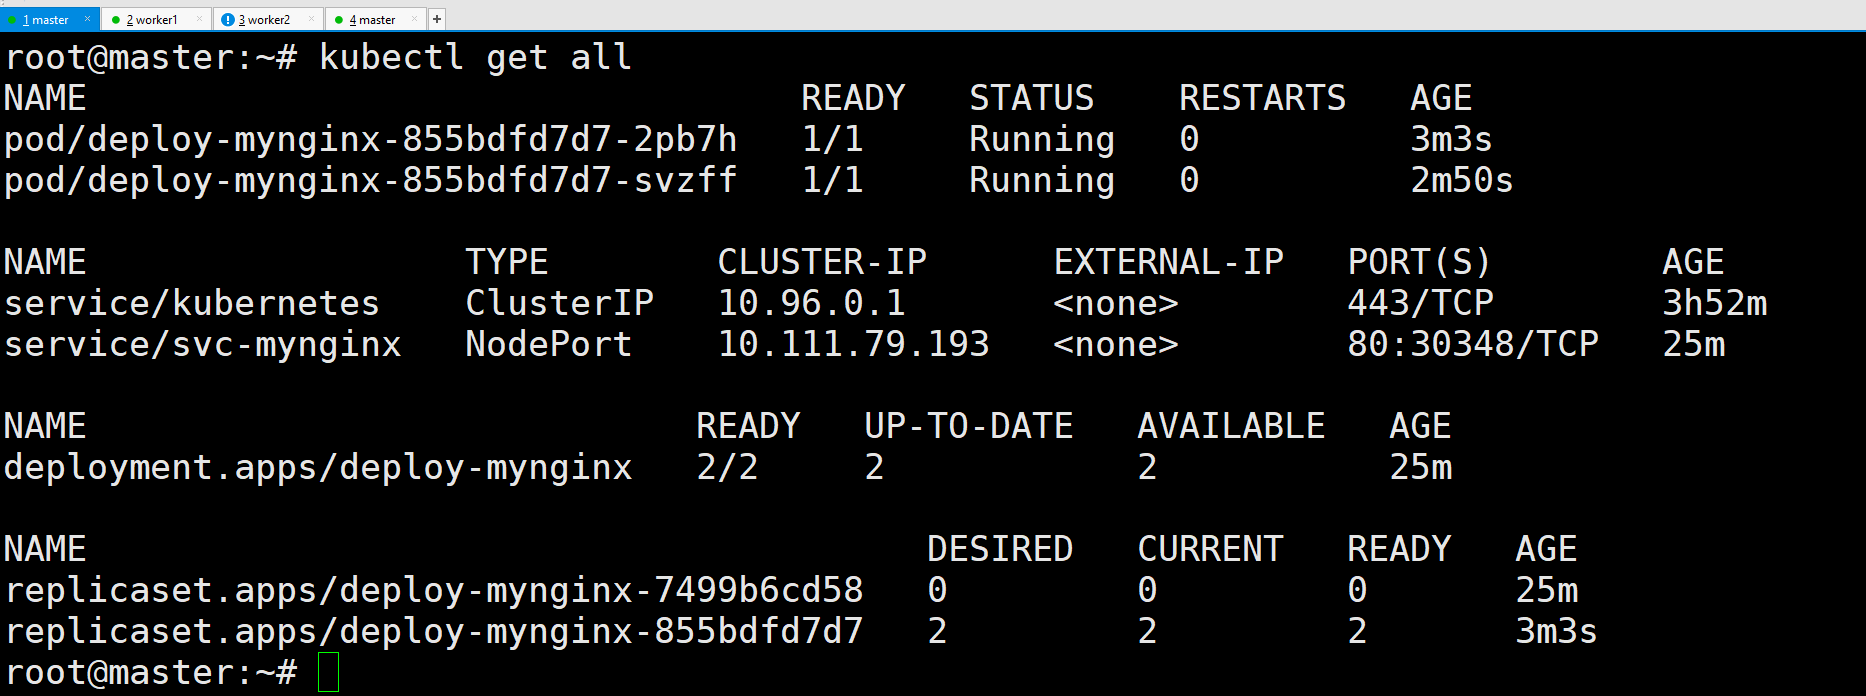 1 master × 2 worker1 × 3 worker2 × 4 master × +
root@master:~# kubectl get all
NAME READY STATUS RESTARTS AGE
pod/deploy-mynginx-855bdfd7d7-2pb7h 1/1 Running 0 3m3s
pod/deploy-mynginx-855bdfd7d7-svzff 1/1 Running 0 2m50s
NAME TYPE CLUSTER-IP EXTERNAL-IP PORT(S) AGE
service/kubernetes ClusterIP 10.96.0.1 <none> 443/TCP 3h52m
service/svc-mynginx NodePort 10.111.79.193 <none> 80:30348/TCP 25m
NAME READY UP-TO-DATE AVAILABLE AGE
deployment.apps/deploy-mynginx 2/2 2 2 25m
NAME DESIRED CURRENT READY AGE
replicaset.apps/deploy-mynginx-7499b6cd58 0 0 0 25m
replicaset.apps/deploy-mynginx-855bdfd7d7 2 2 2 3m3s
root@master:~#